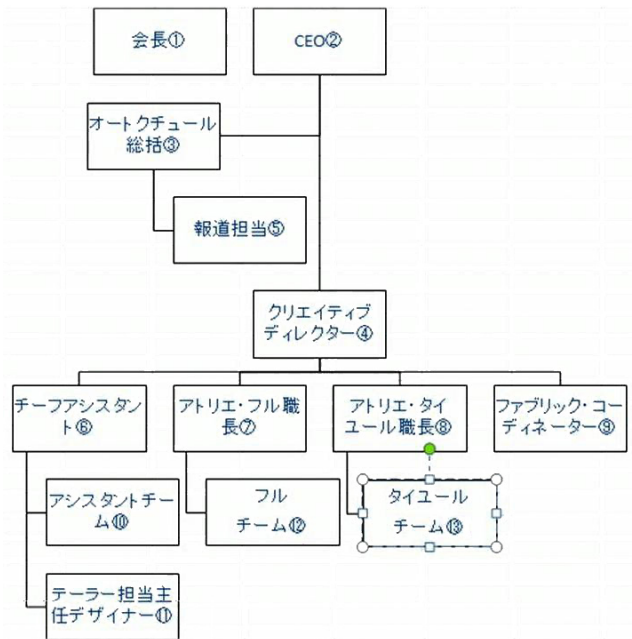 会長①
CEO②
オートクチュール
総括③
報道担当⑤
クリエイティブ
ディレクター④
チーフアシスタン
ト⑥
アトリエ・フル職
長⑦
アトリエ・タイ
ユール職長⑧
ファブリック・コー
ディネーター⑨
アシスタントチー
ム⑩
フル
チーム⑫
タイユール
チーム⑬
テーラー担当主
任デザイナー⑪